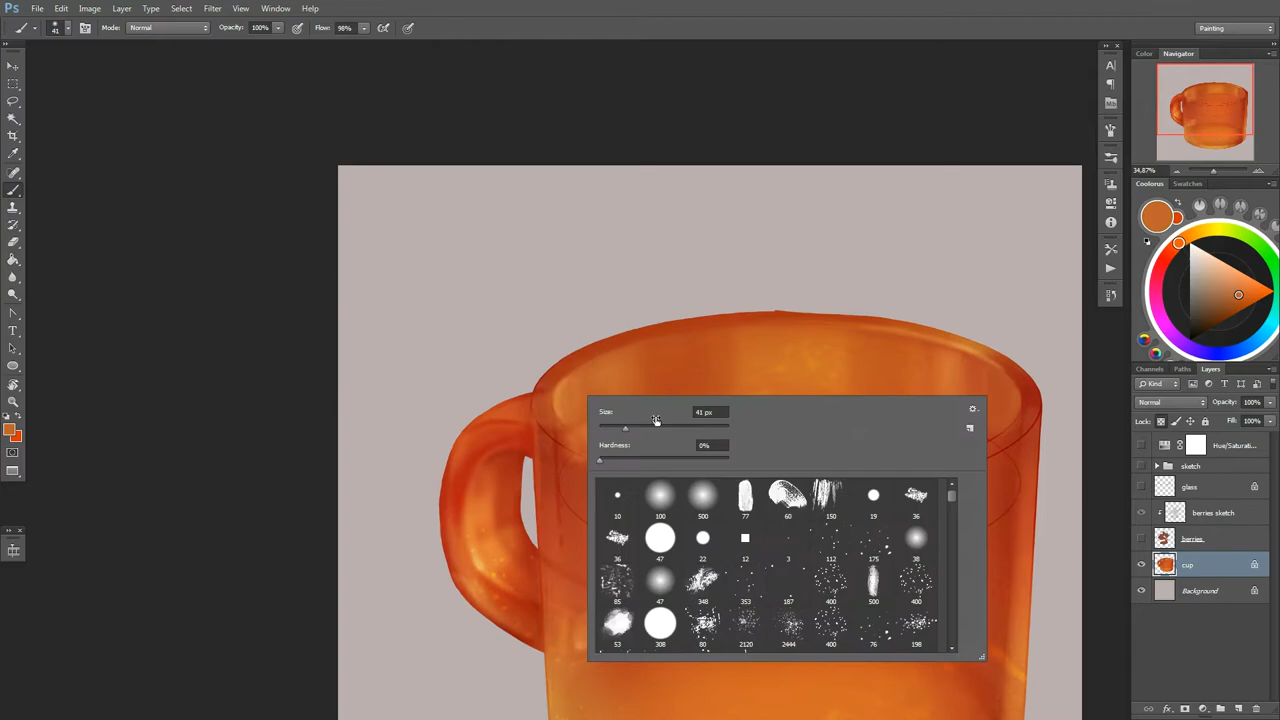 Ps File Edit Image Layer Type Select Filter View Window Help
41 Mode: Normal Opacity: 100% Flow: 98% Painting
Color Navigator
34,87%
Coolorus Swatches
Channels Paths Layers
Kind
Normal Opacity: 100%
Lock: Fill: 100%
Hue/Saturati...
sketch
glass
berries sketch
berries
cup
Background
Size: 41 px
Hardness: 0%
10 100 500 77 60 150 19 36
36 47 22 12 3 112 175 38
85 47 348 353 187 400 500 400
53 308 80 2120 2444 400 76 198